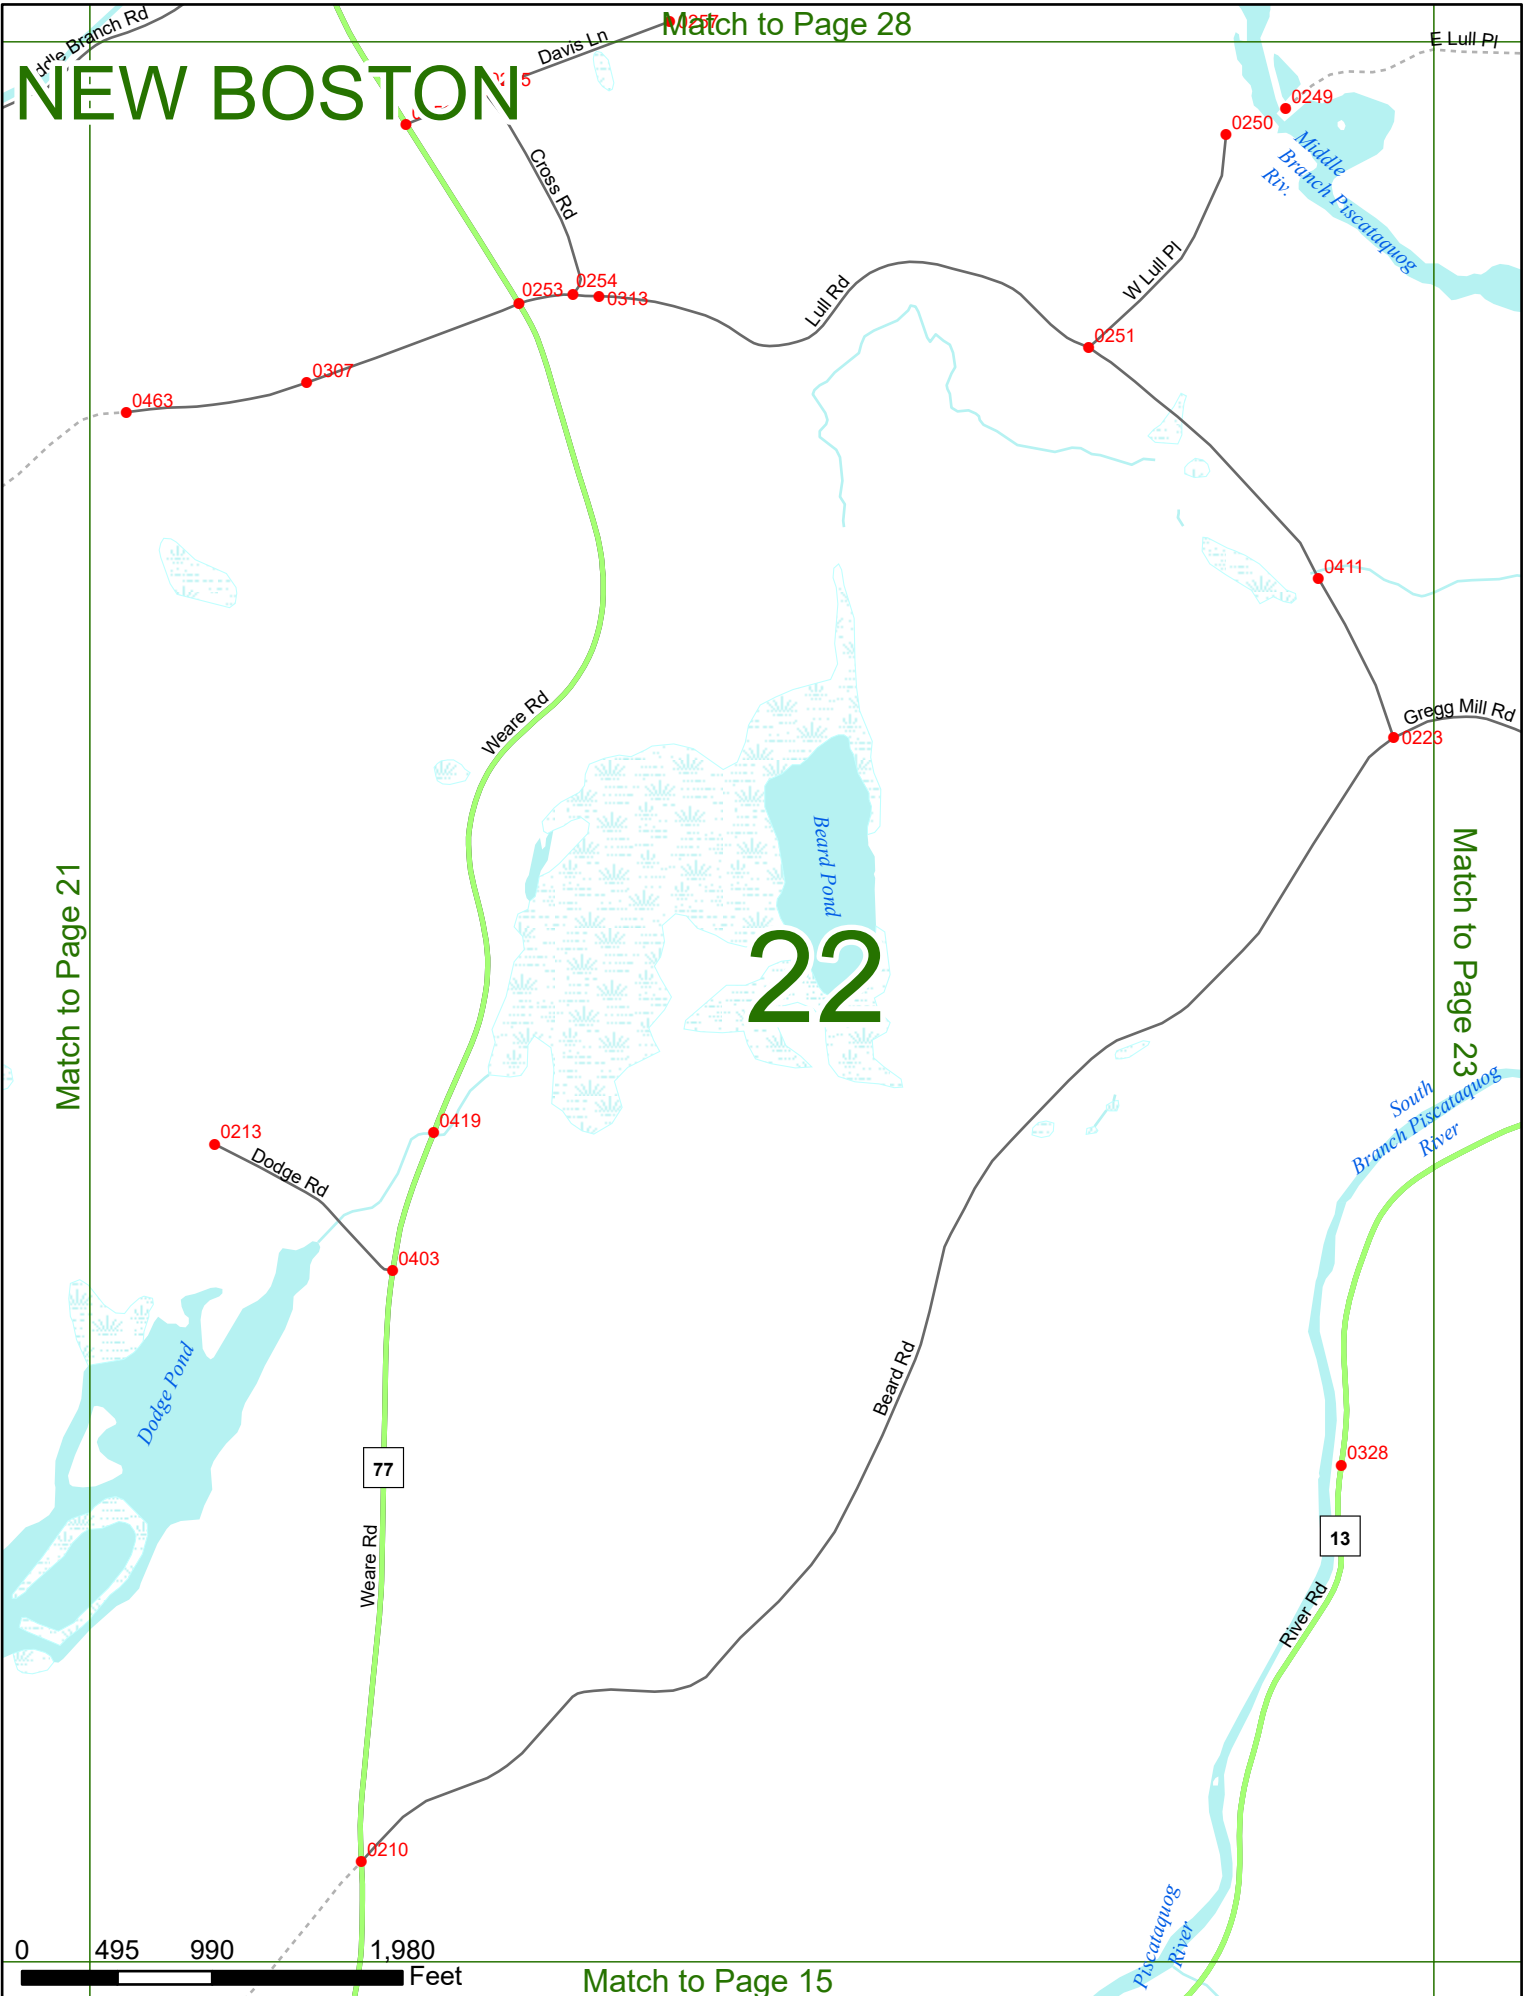 Match to Page 28
0257
Branch Rd
Davis Ln
E Lull Pl
NEW BOSTON
0249
0250
Middle
Branch Piscataquog
Riv.
Cross Rd
W Lull Pl
0253
0254
0313
Lull Rd
0251
0307
0463
0411
Weare Rd
Gregg Mill Rd
0223
Beard Pond
Match to Page 21
Match to Page 23
22
South
Branch Piscataquog
River
0419
0213
Dodge Rd
0403
Dodge Pond
Beard Rd
77
0328
13
Weare Rd
River Rd
0210
Piscataquog
River
0 495 990 1,980
Feet
Match to Page 15